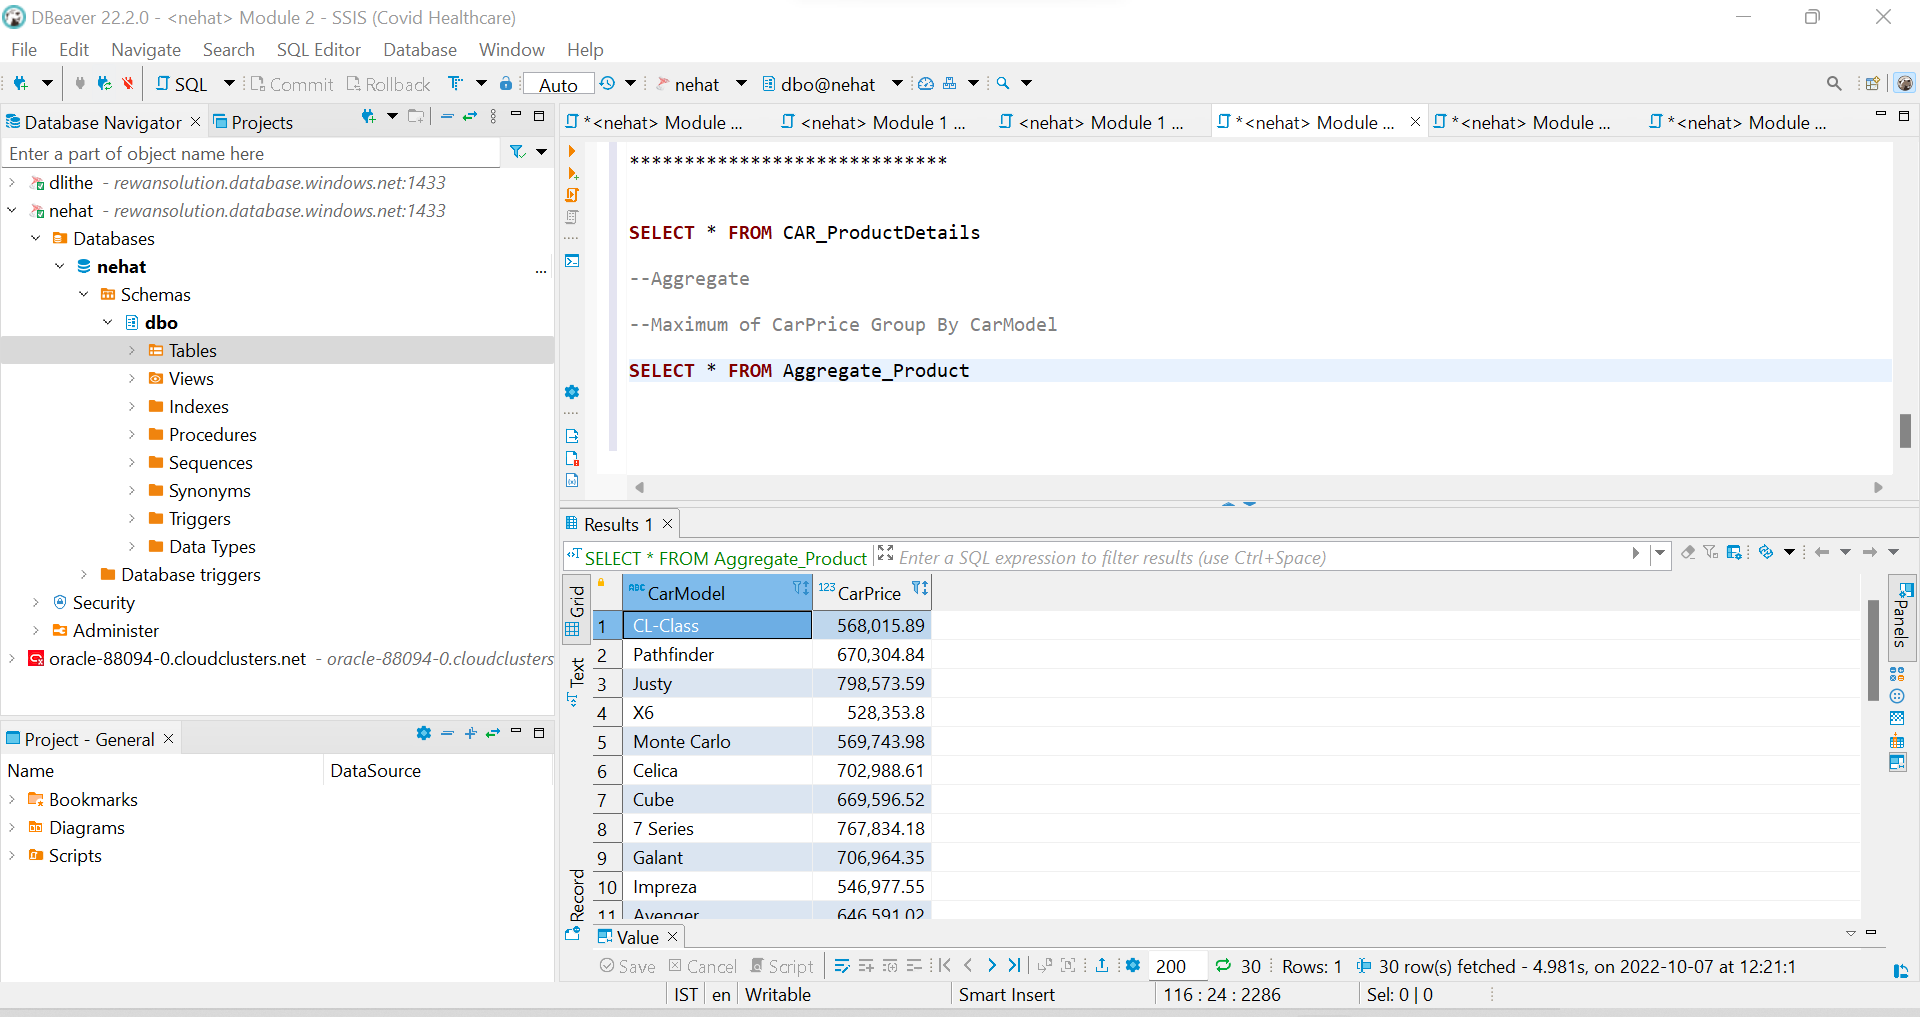 DBeaver 22.2.0 - <nehat> Module 2 - SSIS (Covid Healthcare)
File Edit Navigate Search SQL Editor Database Window Help
SQL Commit Rollback Auto nehat dbo@nehat
Database Navigator Projects
Enter a part of object name here
dlithe - rewansolution.database.windows.net:1433
nehat - rewansolution.database.windows.net:1433
Databases
nehat ...
Schemas
dbo
Tables
Views
Indexes
Procedures
Sequences
Synonyms
Triggers
Data Types
Database triggers
Security
Administer
oracle-88094-0.cloudclusters.net - oracle-88094-0.cloudclusters
Project - General
Name DataSource
Bookmarks
Diagrams
Scripts
*<nehat> Module ... <nehat> Module 1 ... <nehat> Module 1 ... *<nehat> Module ... *<nehat> Module ... *<nehat> Module ...
*****************************
SELECT * FROM CAR_ProductDetails
--Aggregate
--Maximum of CarPrice Group By CarModel
SELECT * FROM Aggregate_Product
Results 1
SELECT * FROM Aggregate_Product Enter a SQL expression to filter results (use Ctrl+Space)
Grid
Text
Record
Panels
ABC CarModel 123 CarPrice
1 CL-Class 568,015.89
2 Pathfinder 670,304.84
3 Justy 798,573.59
4 X6 528,353.8
5 Monte Carlo 569,743.98
6 Celica 702,988.61
7 Cube 669,596.52
8 7 Series 767,834.18
9 Galant 706,964.35
10 Impreza 546,977.55
11 Avenger 646,591.02
Value
Save Cancel Script 200 30 Rows: 1 30 row(s) fetched - 4.981s, on 2022-10-07 at 12:21:1
IST en Writable Smart Insert 116 : 24 : 2286 Sel: 0 | 0